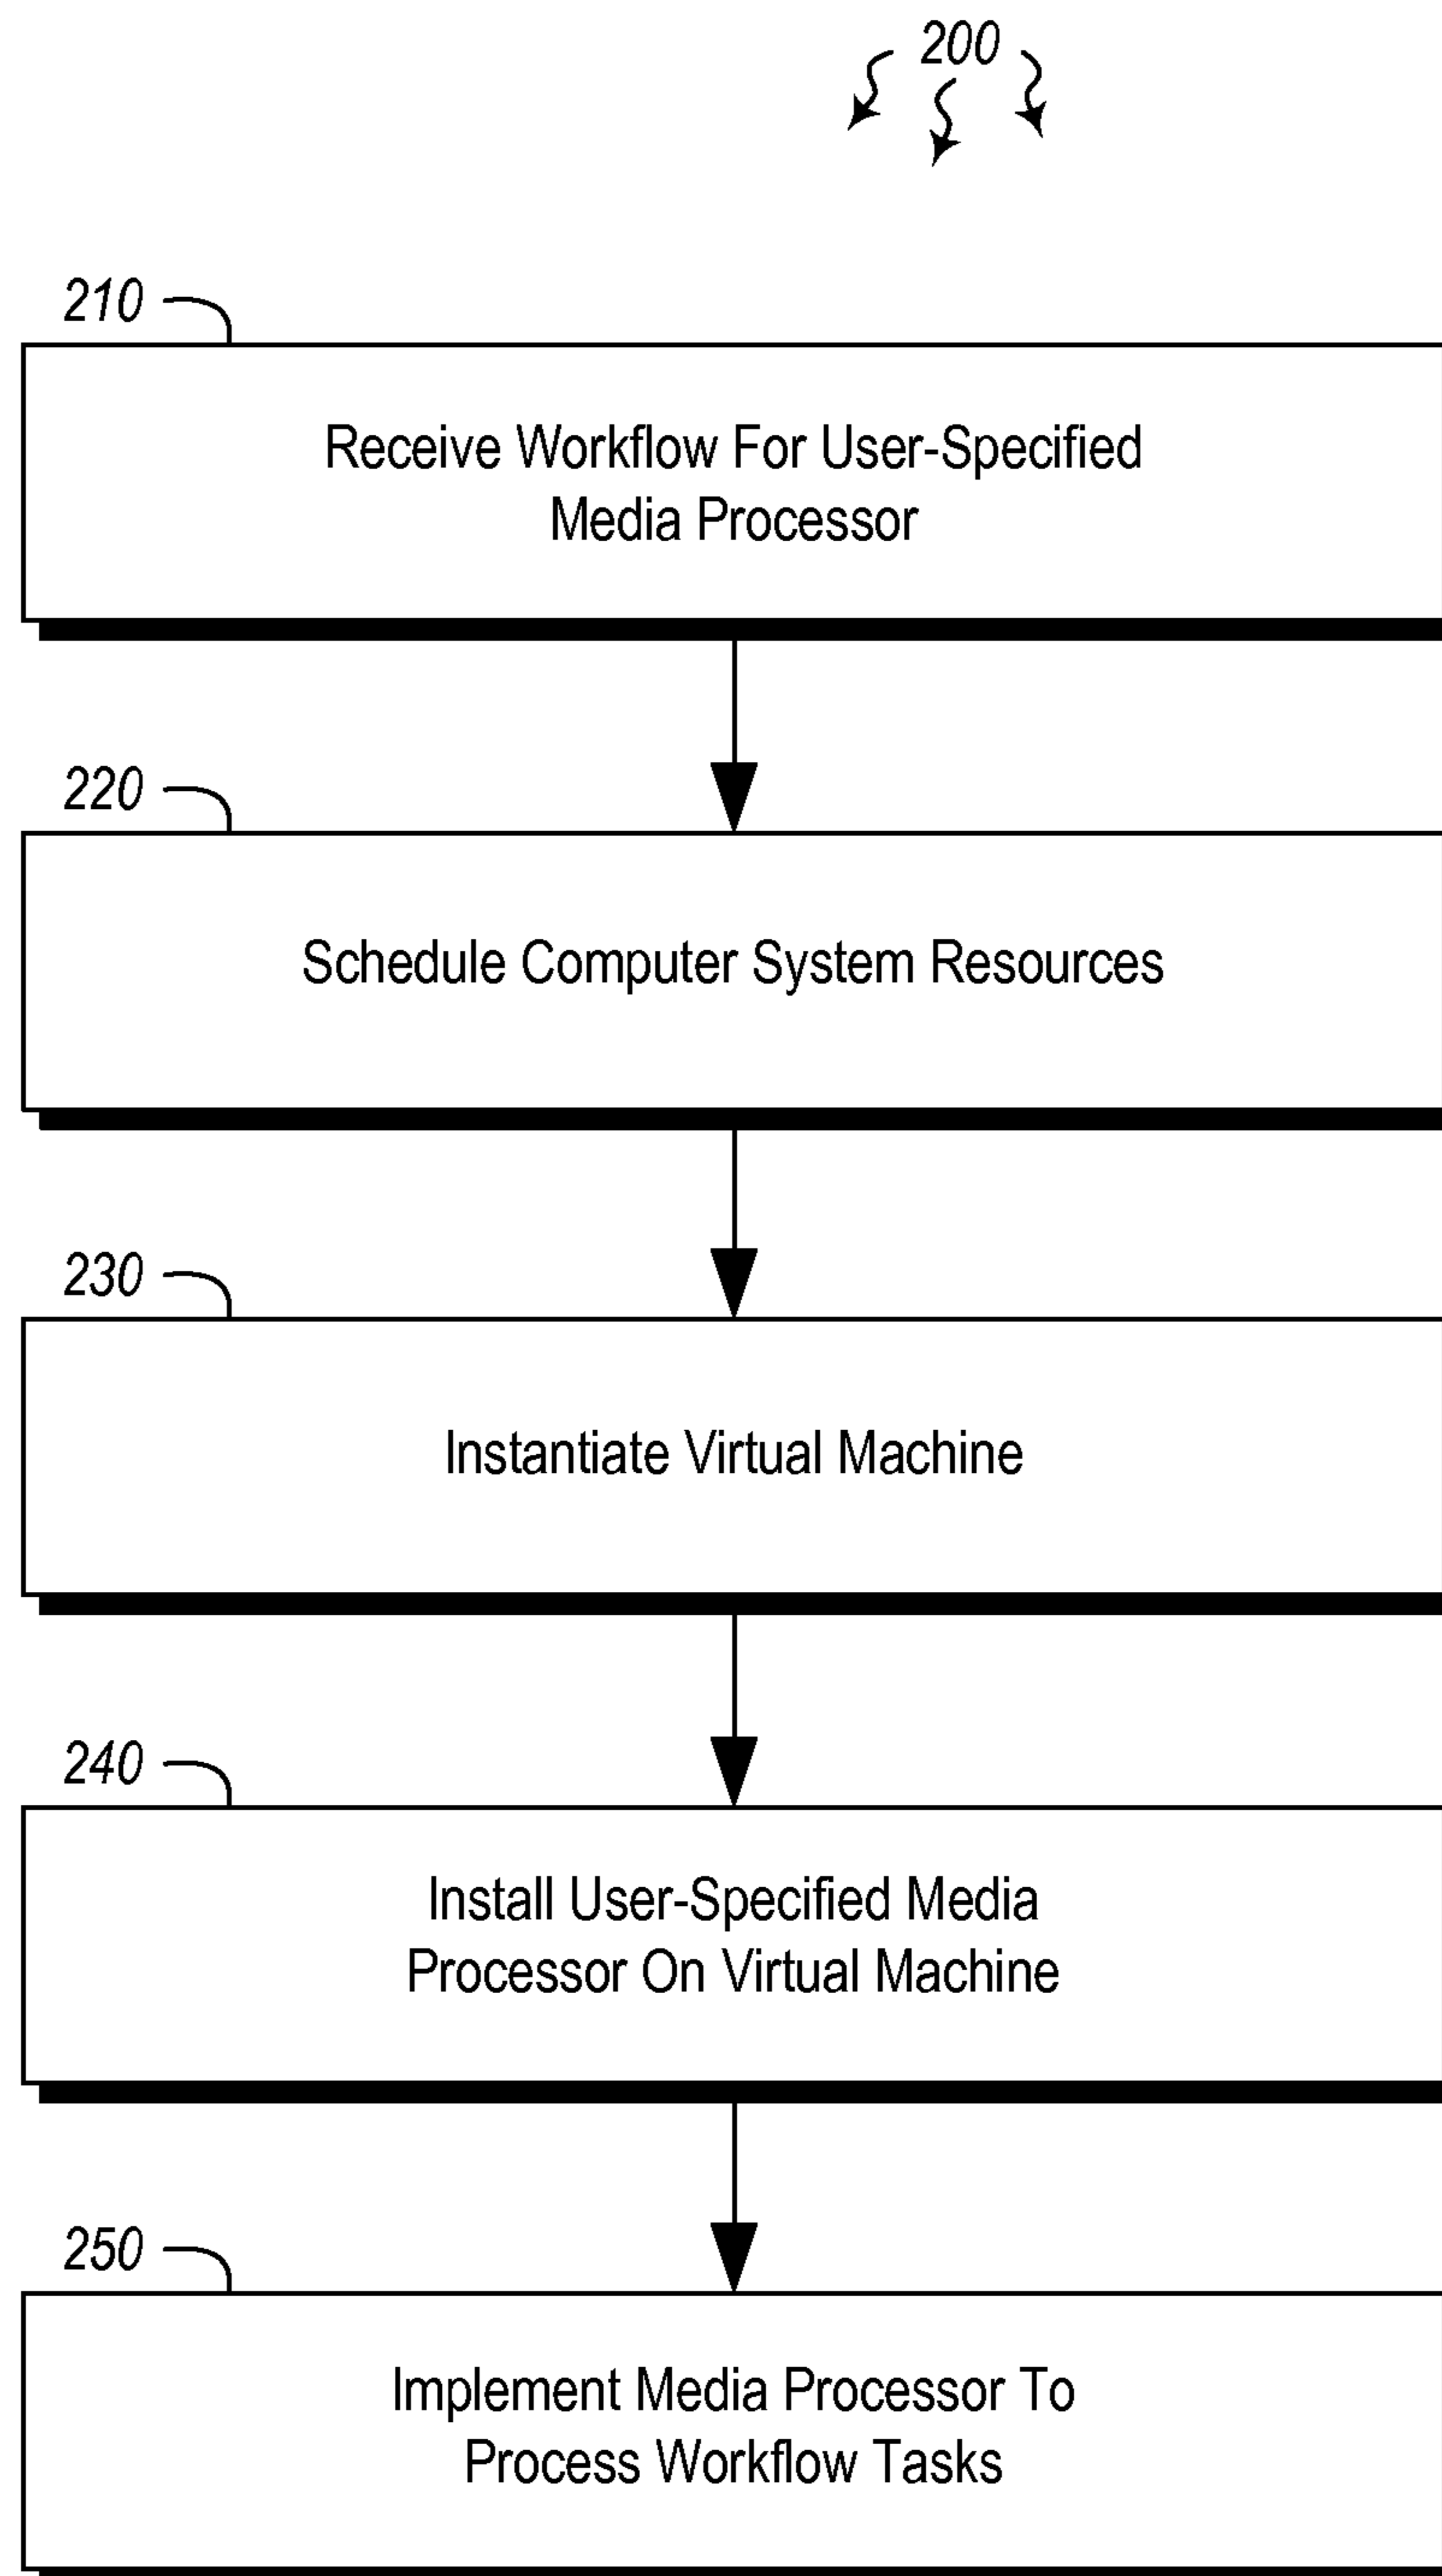 200
210
Receive Workflow For User-Specified
Media Processor
220
Schedule Computer System Resources
230
Instantiate Virtual Machine
240
Install User-Specified Media
Processor On Virtual Machine
250
Implement Media Processor To
Process Workflow Tasks